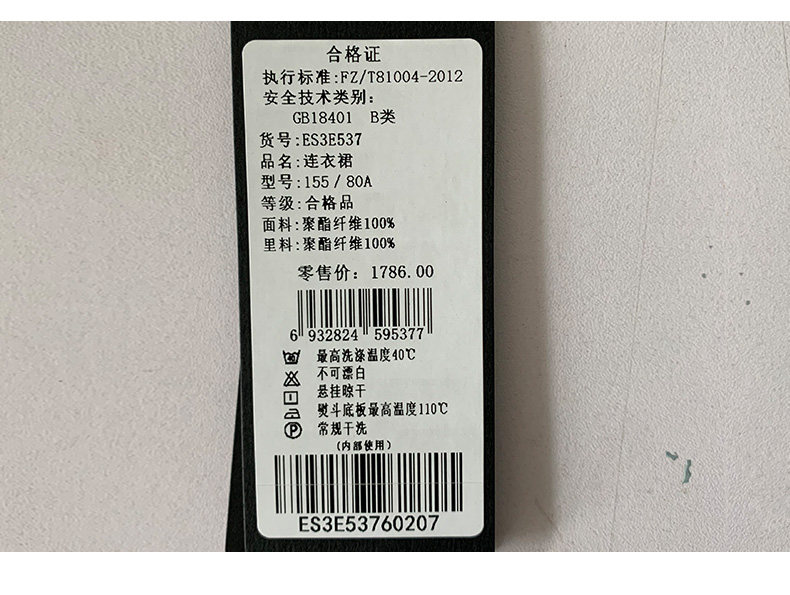 合格证
执行标准:FZ/T81004-2012
安全技术类别:
GB18401 B类
货号:ES3E537
品名:连衣裙
型号:155/80A
等级:合格品
面料:聚酯纤维100%
里料:聚酯纤维100%
零售价: 1786.00
6 932824 595377
40 最高洗涤温度40℃
不可漂白
悬挂晾干
熨斗底板最高温度110℃
P 常规干洗
(内部使用)
ES3E53760207